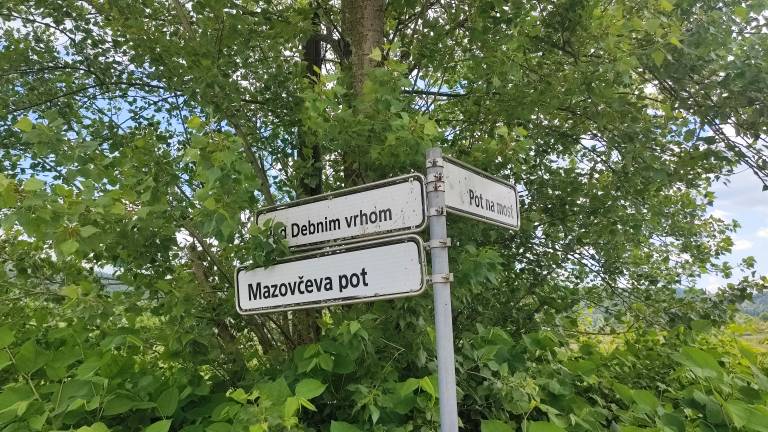 Debnim vrhom
Mazovčeva pot
Pot na most